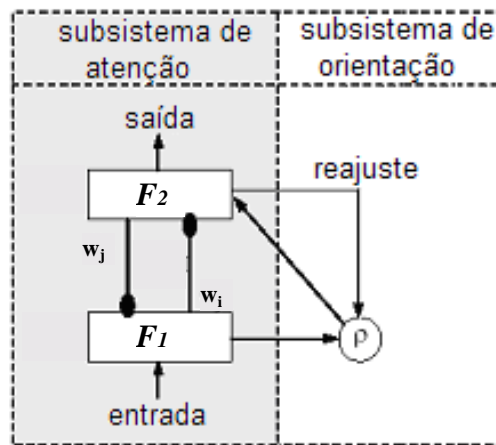 subsistema de
atenção
subsistema de
orientação
saída
reajuste
F2
wj
wi
F1
ρ
entrada